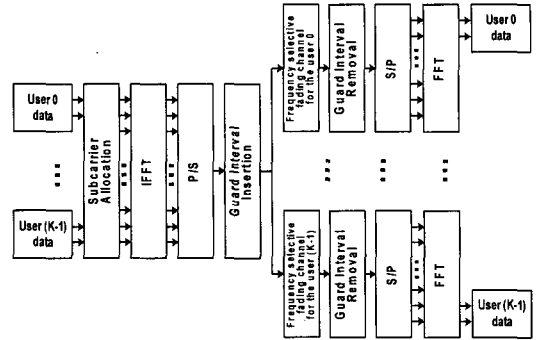 User 0
data
User (K-1)
data
Subcarrier
Allocation
IFFT
P/S
Guard Interval
Insertion
Frequency selective
fading channel
for the user 0
Guard Interval
Removal
S/P
FFT
User 0
data
Frequency selective
fading channel
for the user (K-1)
Guard Interval
Removal
S/P
FFT
User (K-1)
data